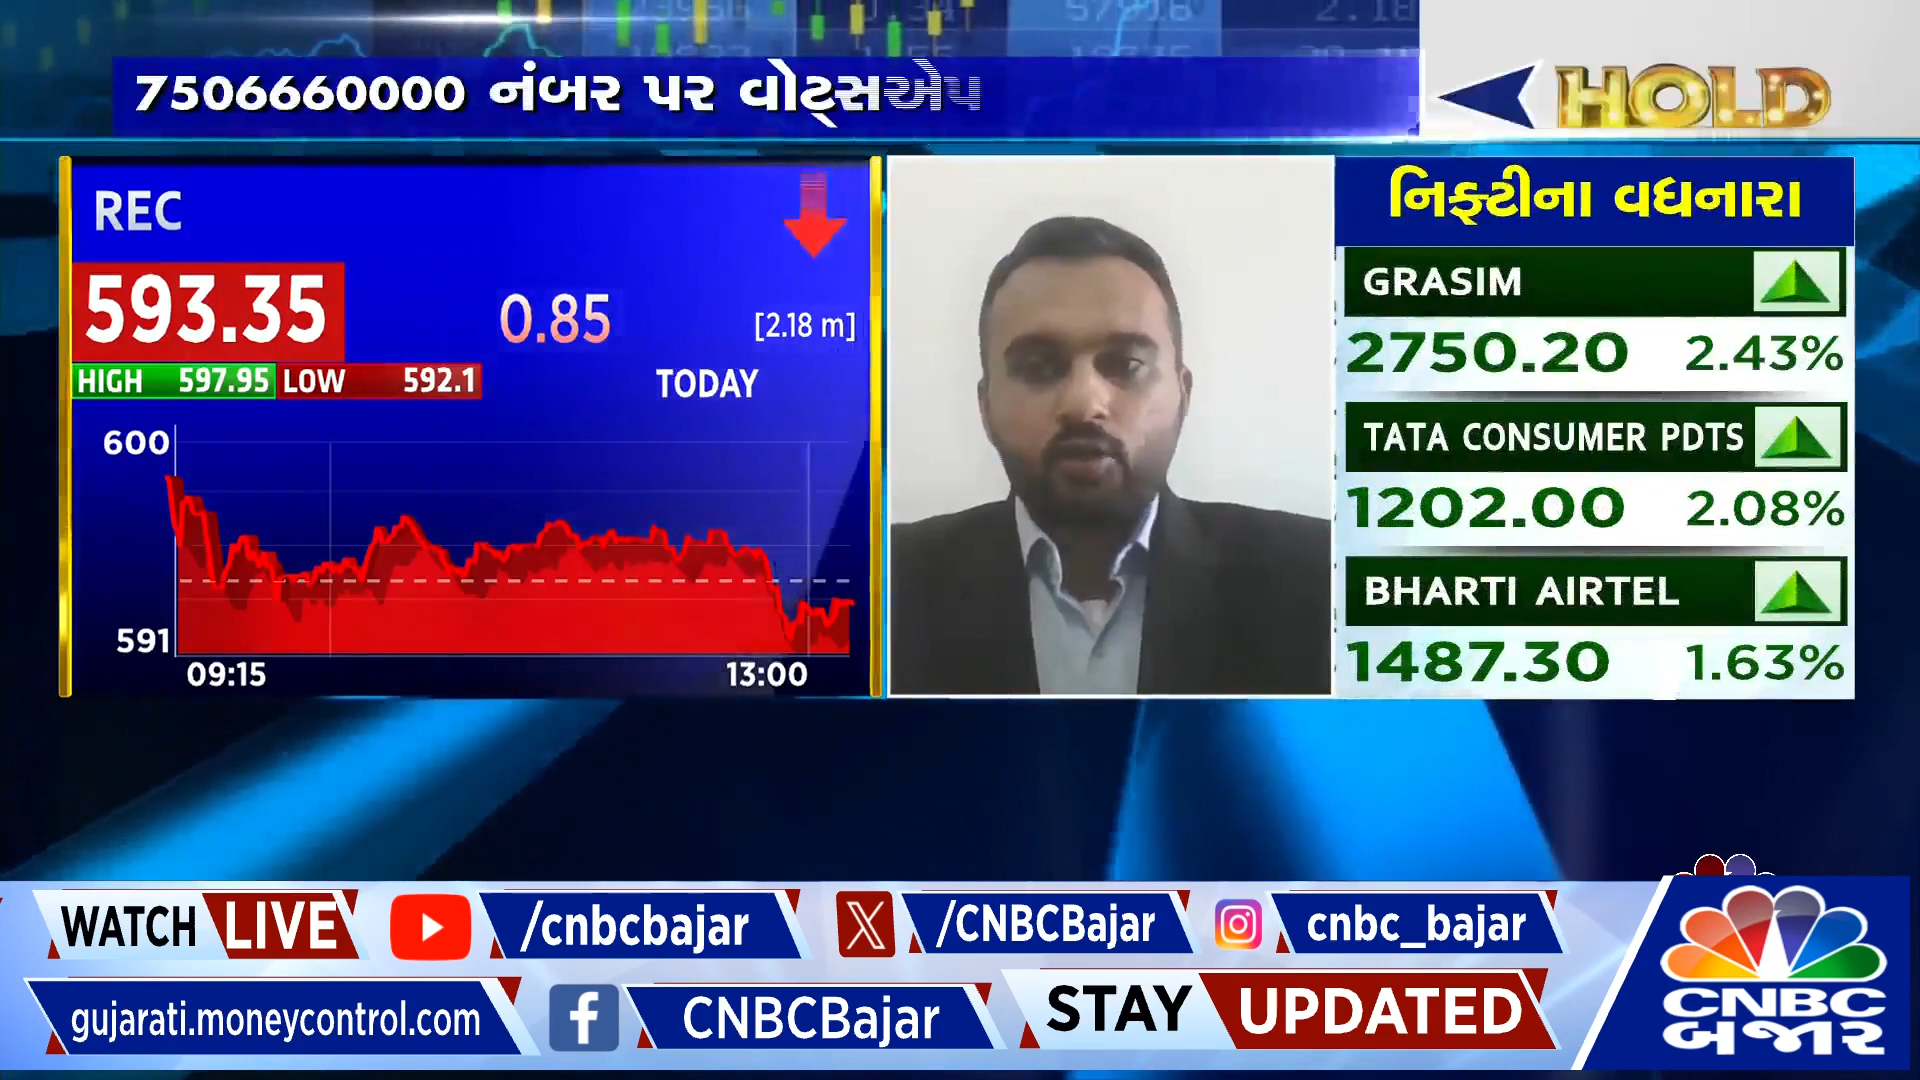 7506660000 નંબર પર વોટ્સએપ
HOLD
REC
593.35
0.85
[2.18 m]
HIGH 597.95 LOW 592.1
TODAY
600
591
09:15
13:00
નિફ્ટીના વધનારા
GRASIM
2750.20 2.43%
TATA CONSUMER PDTS
1202.00 2.08%
BHARTI AIRTEL
1487.30 1.63%
WATCH LIVE
/cnbcbajar
/CNBCBajar
cnbc_bajar
gujarati.moneycontrol.com
CNBCBajar
STAY UPDATED
CNBC
બજાર